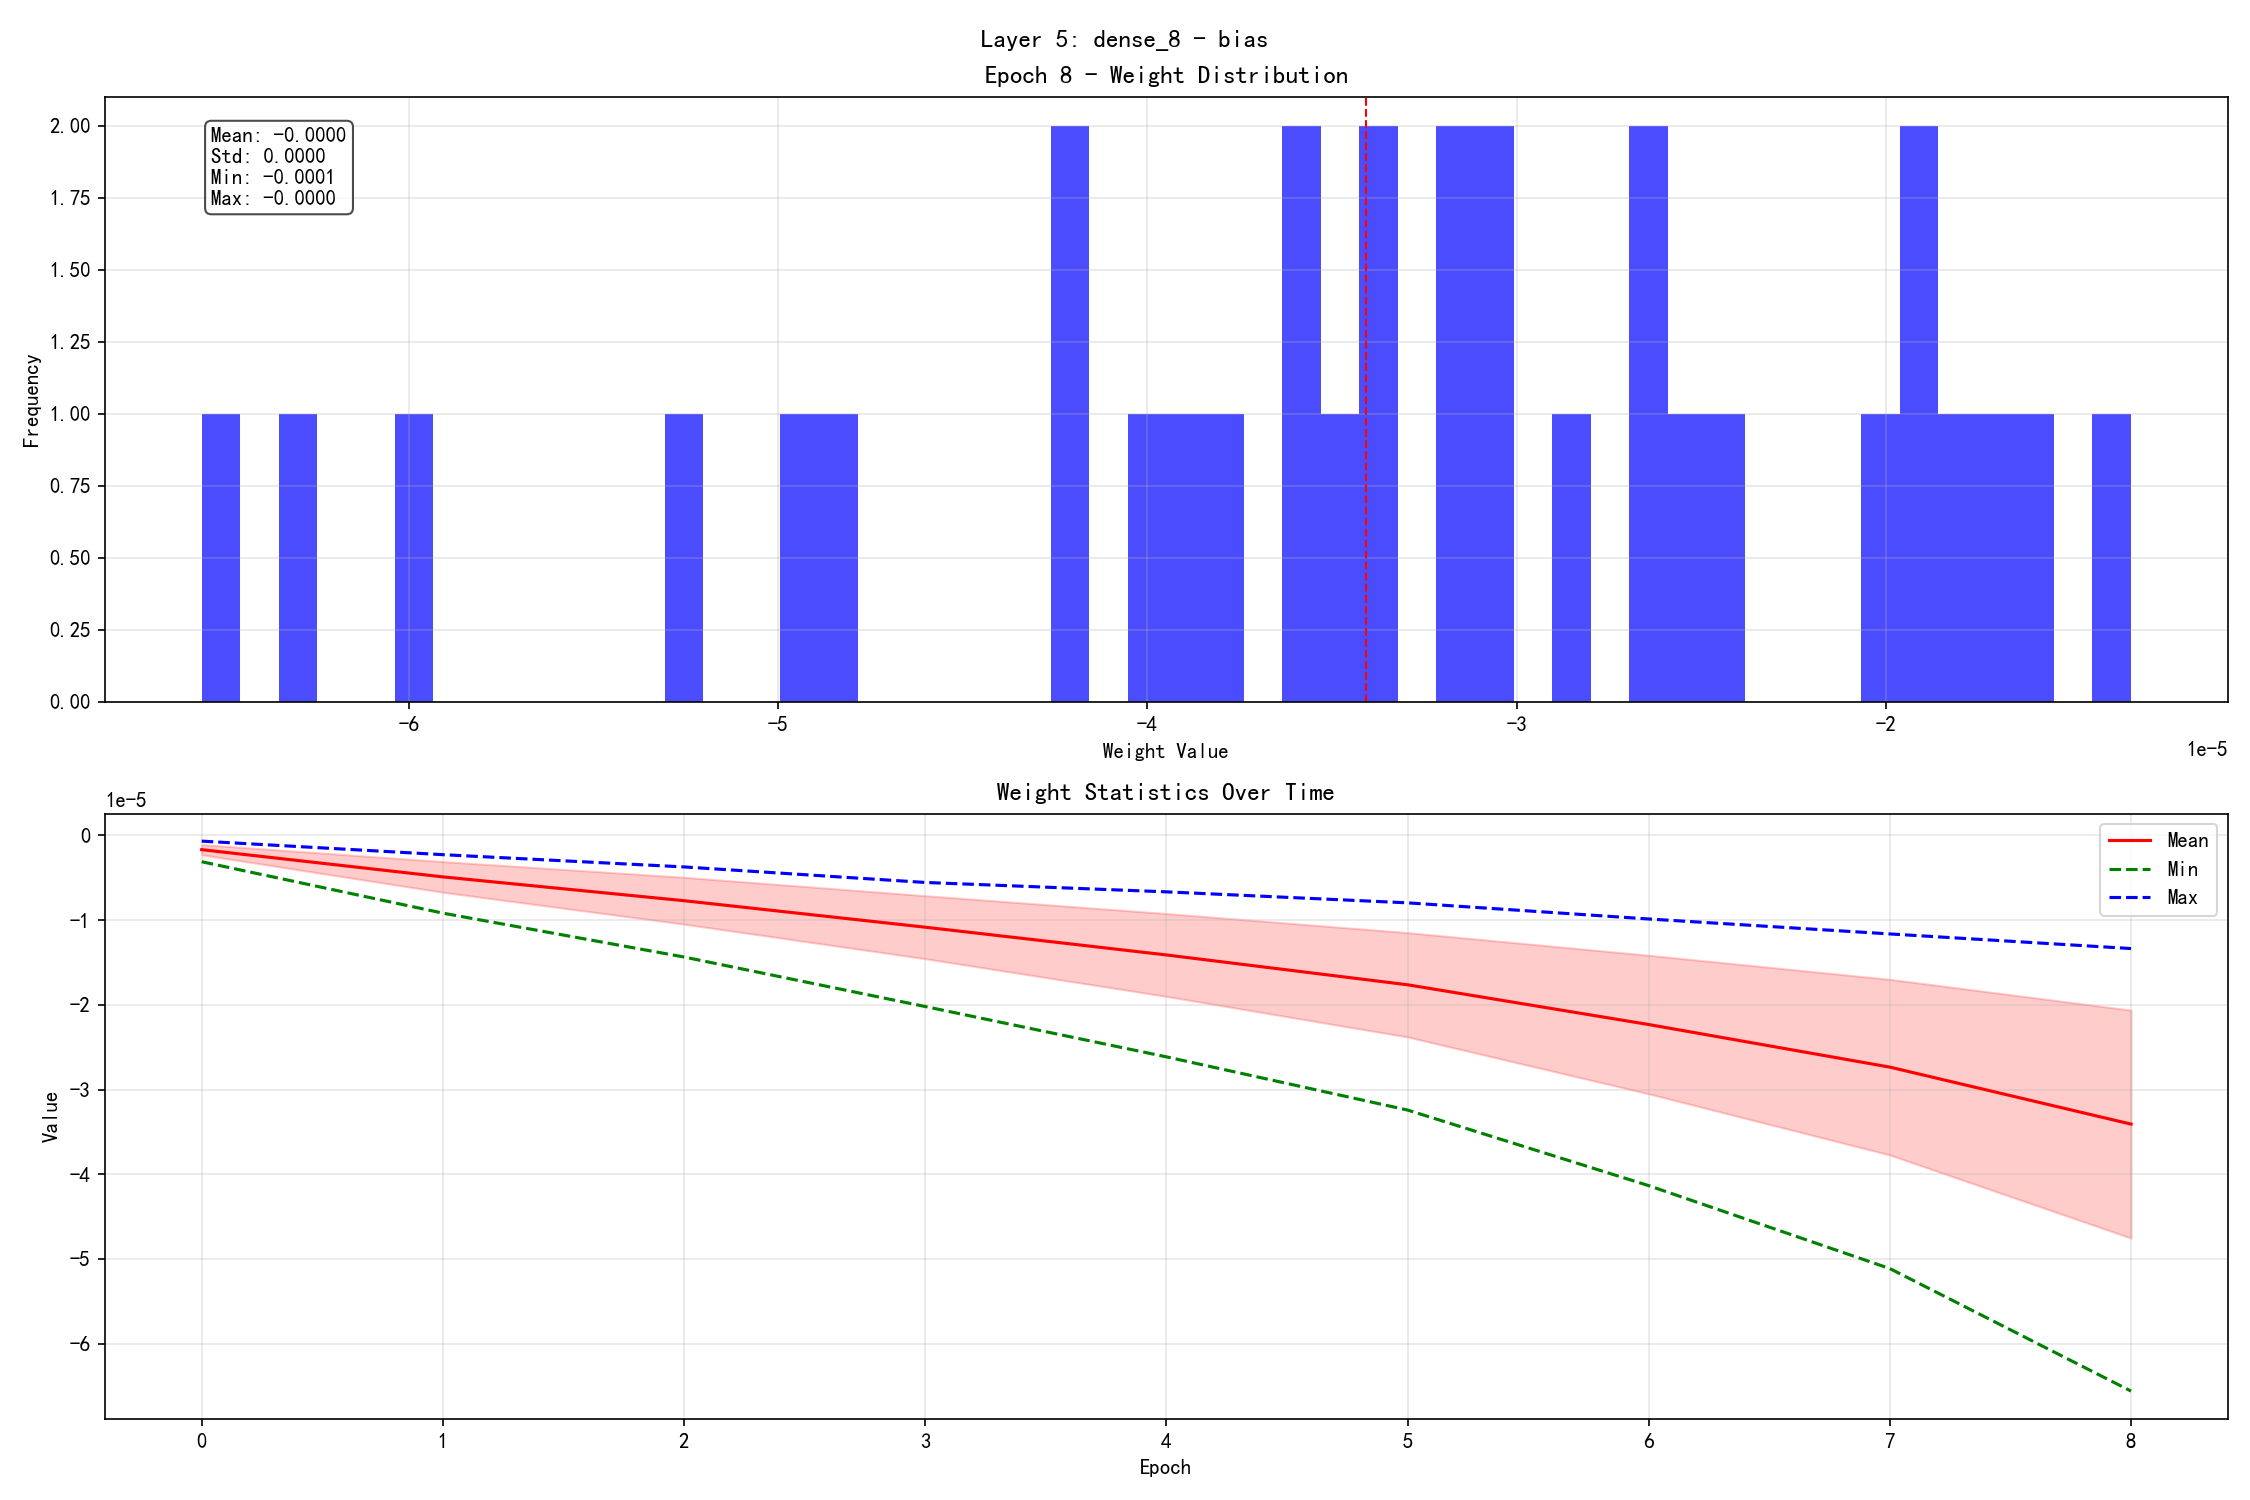 Layer 5: dense_8 - bias
Epoch 8 - Weight Distribution
Mean: -0.0000
Std: 0.0000
Min: -0.0001
Max: -0.0000
2.00
1.75
1.50
1.25
1.00
0.75
0.50
0.25
0.00
Frequency
-6 -5 -4 -3 -2
1e-5
Weight Value
Weight Statistics Over Time
1e-5
Mean
Min
Max
0
-1
-2
-3
-4
-5
-6
Value
0 1 2 3 4 5 6 7 8
Epoch